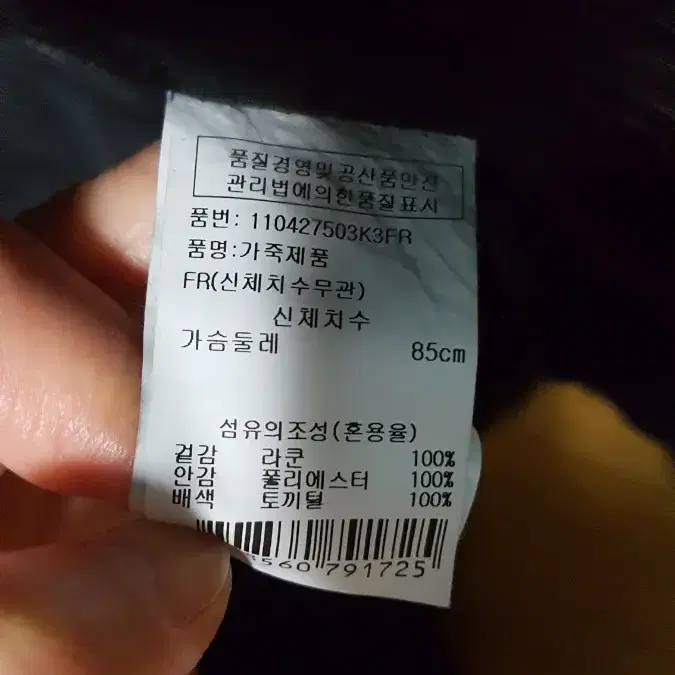 품질경영및공산품안전
관리법에의한품질표시
품번: 110427503K3FR
품명:가죽제품
FR(신체치수무관)
신체치수
가슴둘레 85cm
섬유의조성(혼용율)
겉감 라쿤 100%
안감 폴리에스터 100%
배색 토끼털 100%
560 791725